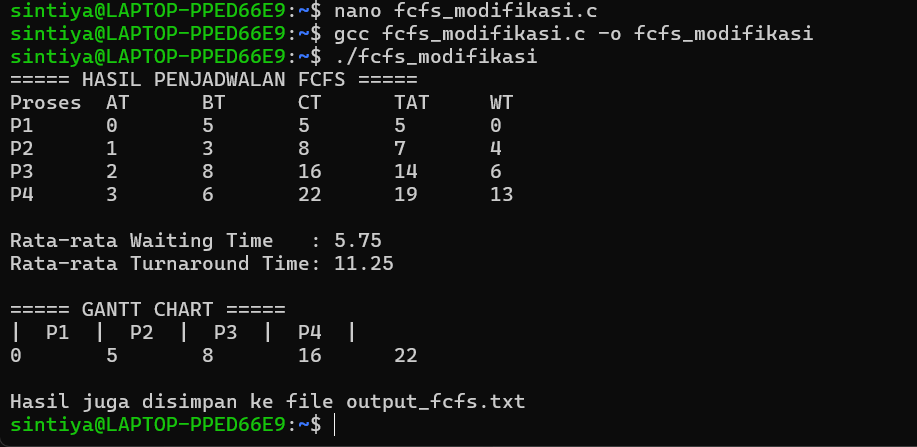 sintiya@LAPTOP-PPED66E9:~$ nano fcfs_modifikasi.c
sintiya@LAPTOP-PPED66E9:~$ gcc fcfs_modifikasi.c -o fcfs_modifikasi
sintiya@LAPTOP-PPED66E9:~$ ./fcfs_modifikasi
===== HASIL PENJADWALAN FCFS =====
Proses  AT      BT      CT      TAT     WT
P1      0       5       5       5       0
P2      1       3       8       7       4
P3      2       8       16      14      6
P4      3       6       22      19      13
Rata-rata Waiting Time   : 5.75
Rata-rata Turnaround Time: 11.25
===== GANTT CHART =====
|  P1  |  P2  |  P3  |  P4  |
0       5       8       16      22
Hasil juga disimpan ke file output_fcfs.txt
sintiya@LAPTOP-PPED66E9:~$